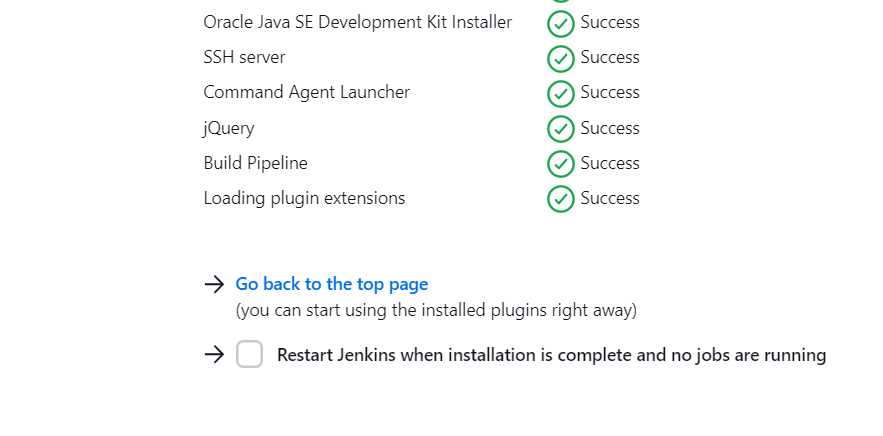 Oracle Java SE Development Kit Installer Success
SSH server Success
Command Agent Launcher Success
jQuery Success
Build Pipeline Success
Loading plugin extensions Success
Go back to the top page
(you can start using the installed plugins right away)
Restart Jenkins when installation is complete and no jobs are running